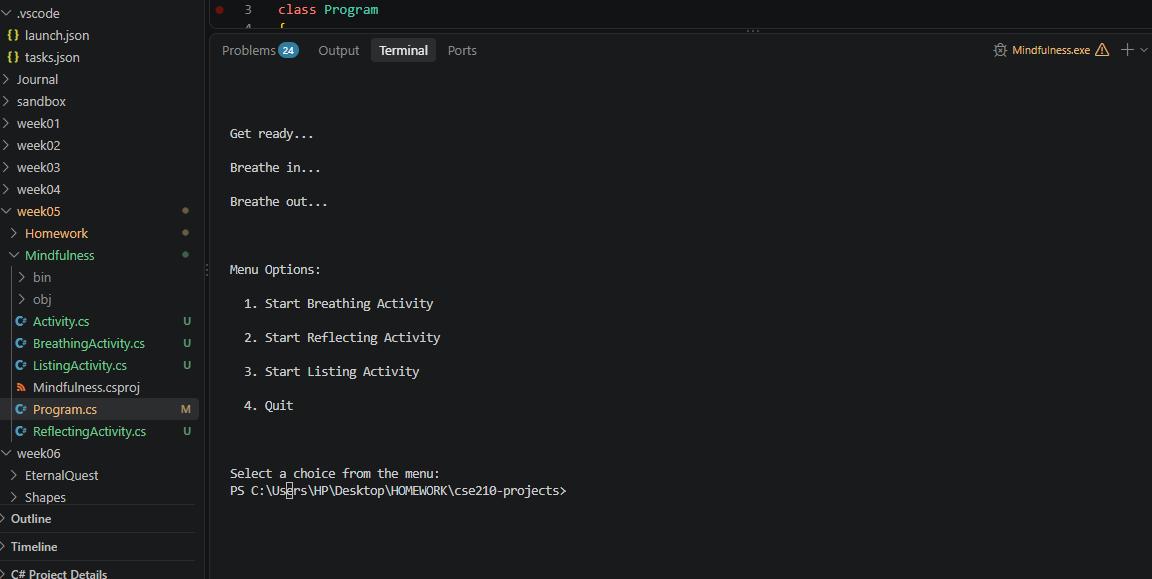 .vscode
{} launch.json
{} tasks.json
Journal
sandbox
week01
week02
week03
week04
week05
Homework
Mindfulness
bin
obj
C# Activity.cs U
C# BreathingActivity.cs U
C# ListingActivity.cs U
Mindfulness.csproj
C# Program.cs M
C# ReflectingActivity.cs U
week06
EternalQuest
Shapes
Outline
Timeline
C# Project Details
3 class Program
4 {
Problems 24 Output Terminal Ports Mindfulness.exe
Get ready...
Breathe in...
Breathe out...
Menu Options:
1. Start Breathing Activity
2. Start Reflecting Activity
3. Start Listing Activity
4. Quit
Select a choice from the menu:
PS C:\Users\HP\Desktop\HOMEWORK\cse210-projects>